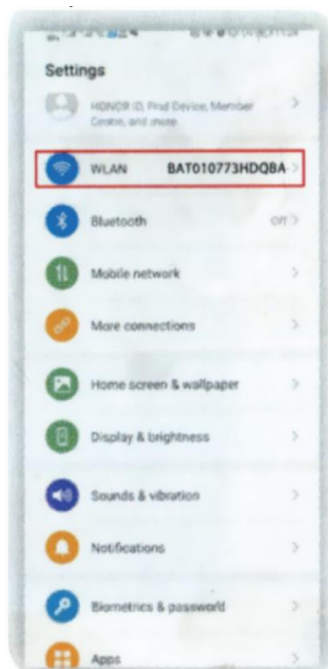 Settings
HONOR ID, Find Device, Member
Centre, and more
WLAN BAT010773HDQBA
Bluetooth Off
Mobile network
More connections
Home screen & wallpaper
Display & brightness
Sounds & vibration
Notifications
Biometrics & password
Apps